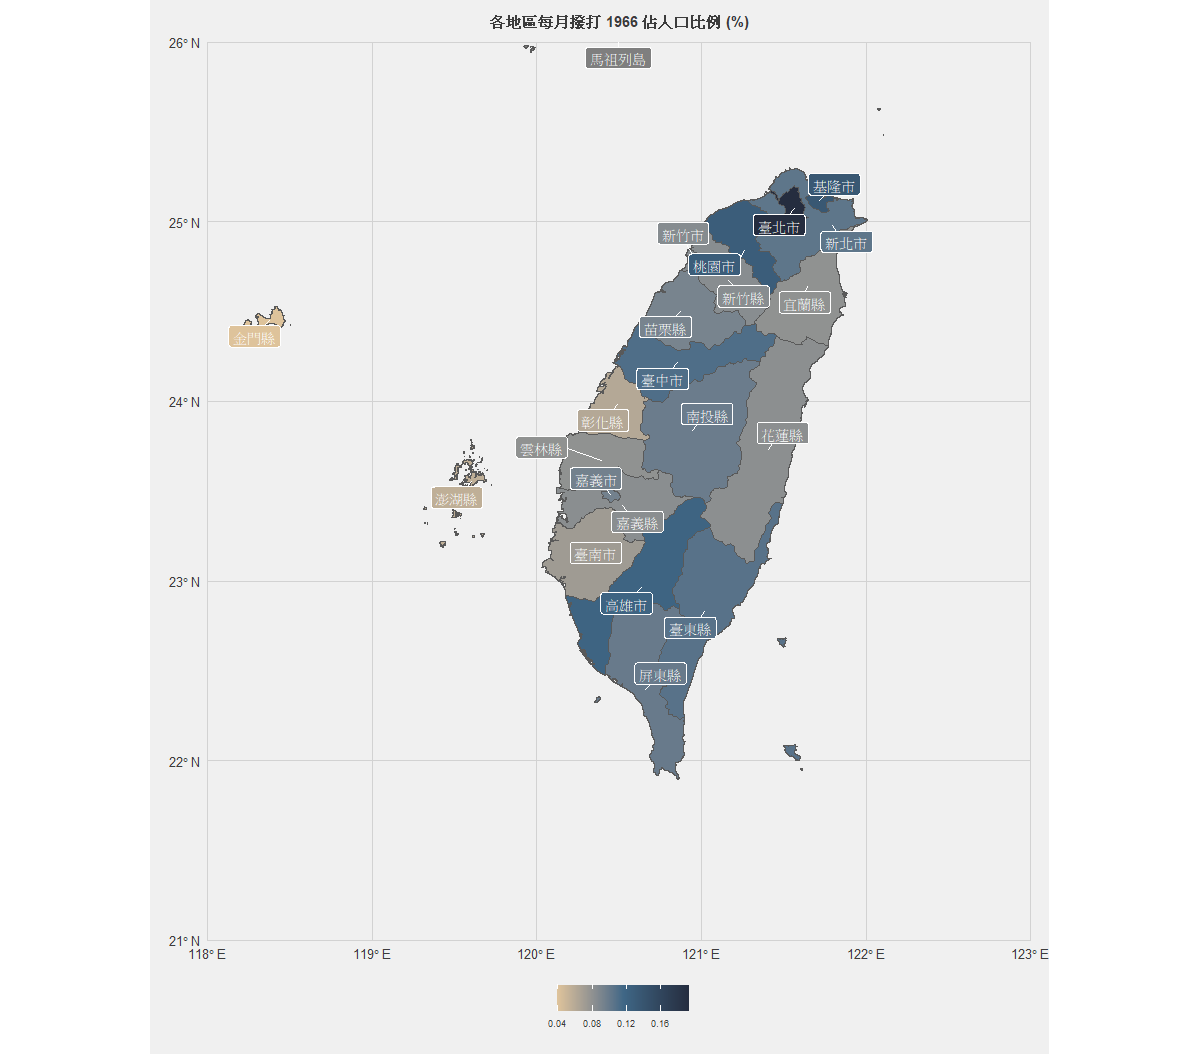 各地區每月撥打 1966 佔人口比例 (%)
26° N
馬祖列島
基隆市
25° N
臺北市
新竹市
新北市
桃園市
新竹縣
宜蘭縣
苗栗縣
金門縣
臺中市
24° N
南投縣
彰化縣
花蓮縣
雲林縣
嘉義市
澎湖縣
嘉義縣
臺南市
23° N
高雄市
臺東縣
屏東縣
22° N
21° N
118° E 119° E 120° E 121° E 122° E 123° E
0.04 0.08 0.12 0.16